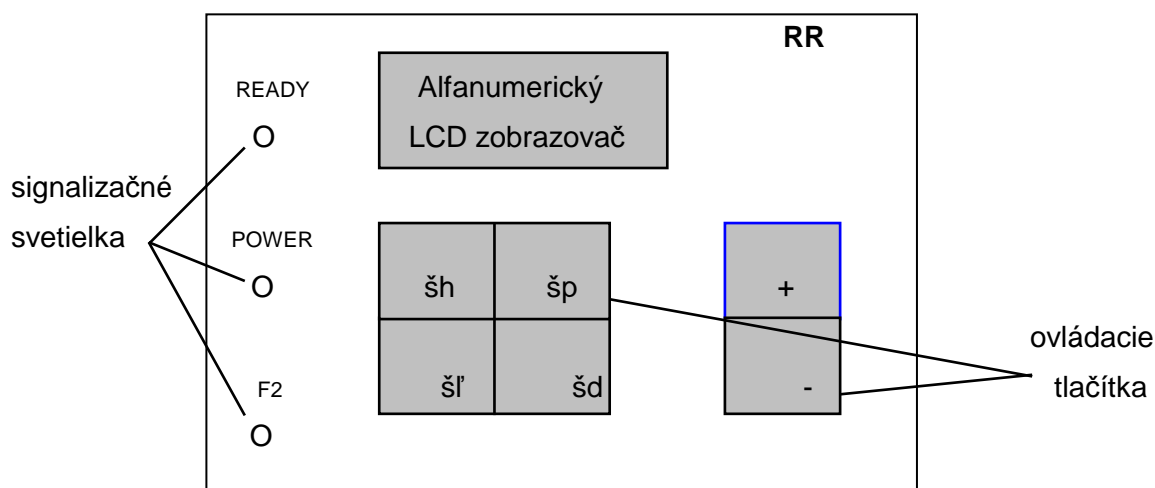 RR
READY
Alfanumerický
LCD zobrazovač
signalizačné
svetielka
POWER
šh
šp
+
F2
šľ
šd
-
ovládacie
tlačítka